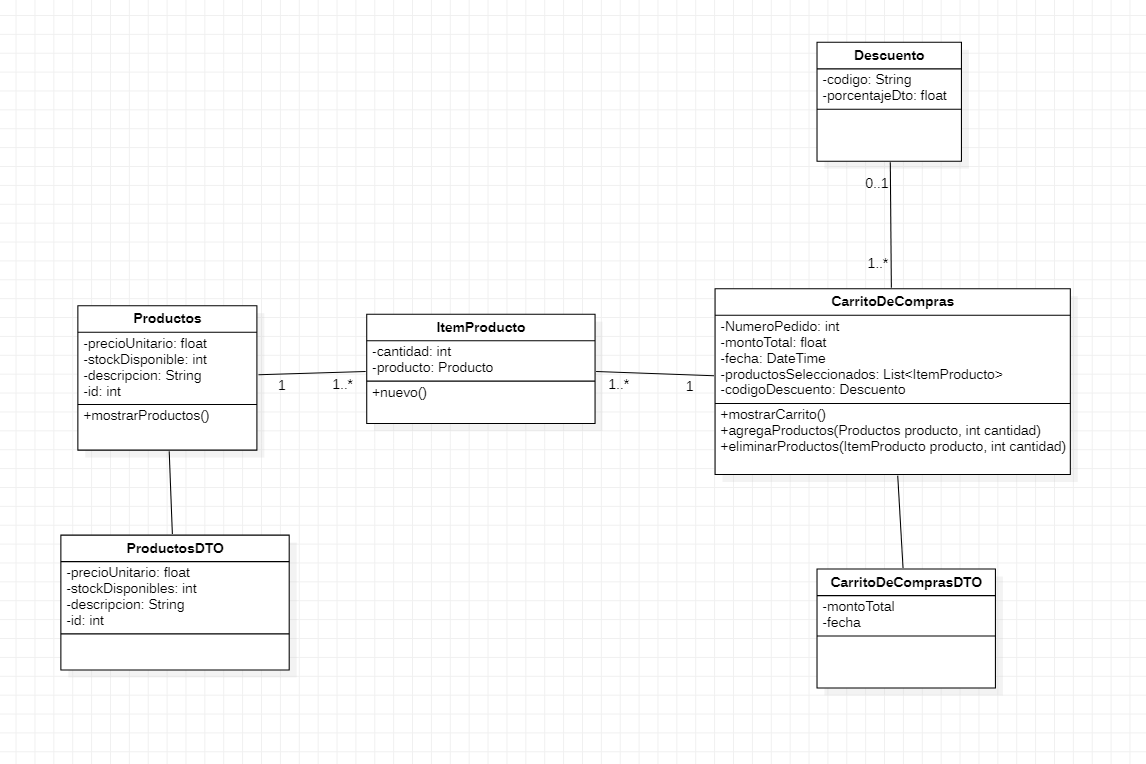 Descuento
-codigo: String
-porcentajeDto: float
0..1
1..*
CarritoDeCompras
-NumeroPedido: int
-montoTotal: float
-fecha: DateTime
-productosSeleccionados: List<ItemProducto>
-codigoDescuento: Descuento
+mostrarCarrito()
+agregaProductos(Productos producto, int cantidad)
+eliminarProductos(ItemProducto producto, int cantidad)
Productos
-precioUnitario: float
-stockDisponible: int
-descripcion: String
-id: int
+mostrarProductos()
1
1..*
ItemProducto
-cantidad: int
-producto: Producto
+nuevo()
1..*
1
ProductosDTO
-precioUnitario: float
-stockDisponibles: int
-descripcion: String
-id: int
CarritoDeComprasDTO
-montoTotal
-fecha